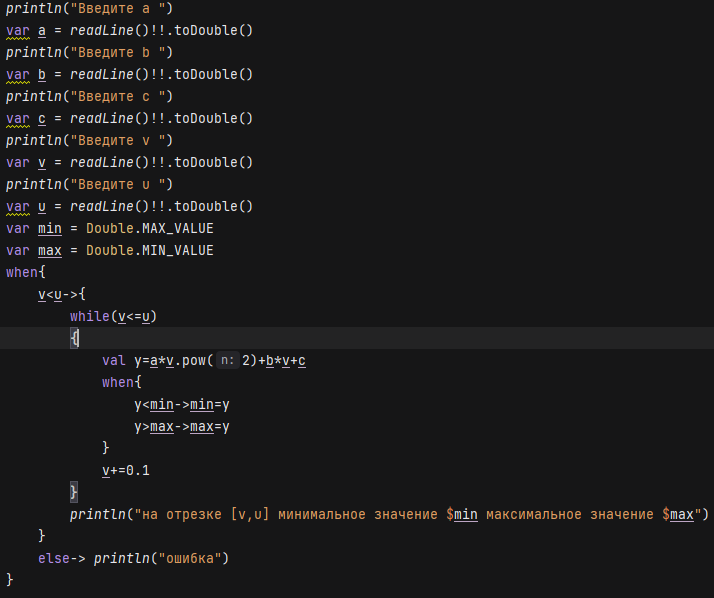 println("Введите a ")
var a = readLine()!!.toDouble()
println("Введите b ")
var b = readLine()!!.toDouble()
println("Введите c ")
var c = readLine()!!.toDouble()
println("Введите v ")
var v = readLine()!!.toDouble()
println("Введите u ")
var u = readLine()!!.toDouble()
var min = Double.MAX_VALUE
var max = Double.MIN_VALUE
when{
    v<u->{
        while(v<=u)
        {
            val y=a*v.pow( n: 2)+b*v+c
            when{
                y<min->min=y
                y>max->max=y
            }
            v+=0.1
        }
        println("на отрезке [v,u] минимальное значение $min максимальное значение $max")
    }
    else-> println("ошибка")
}